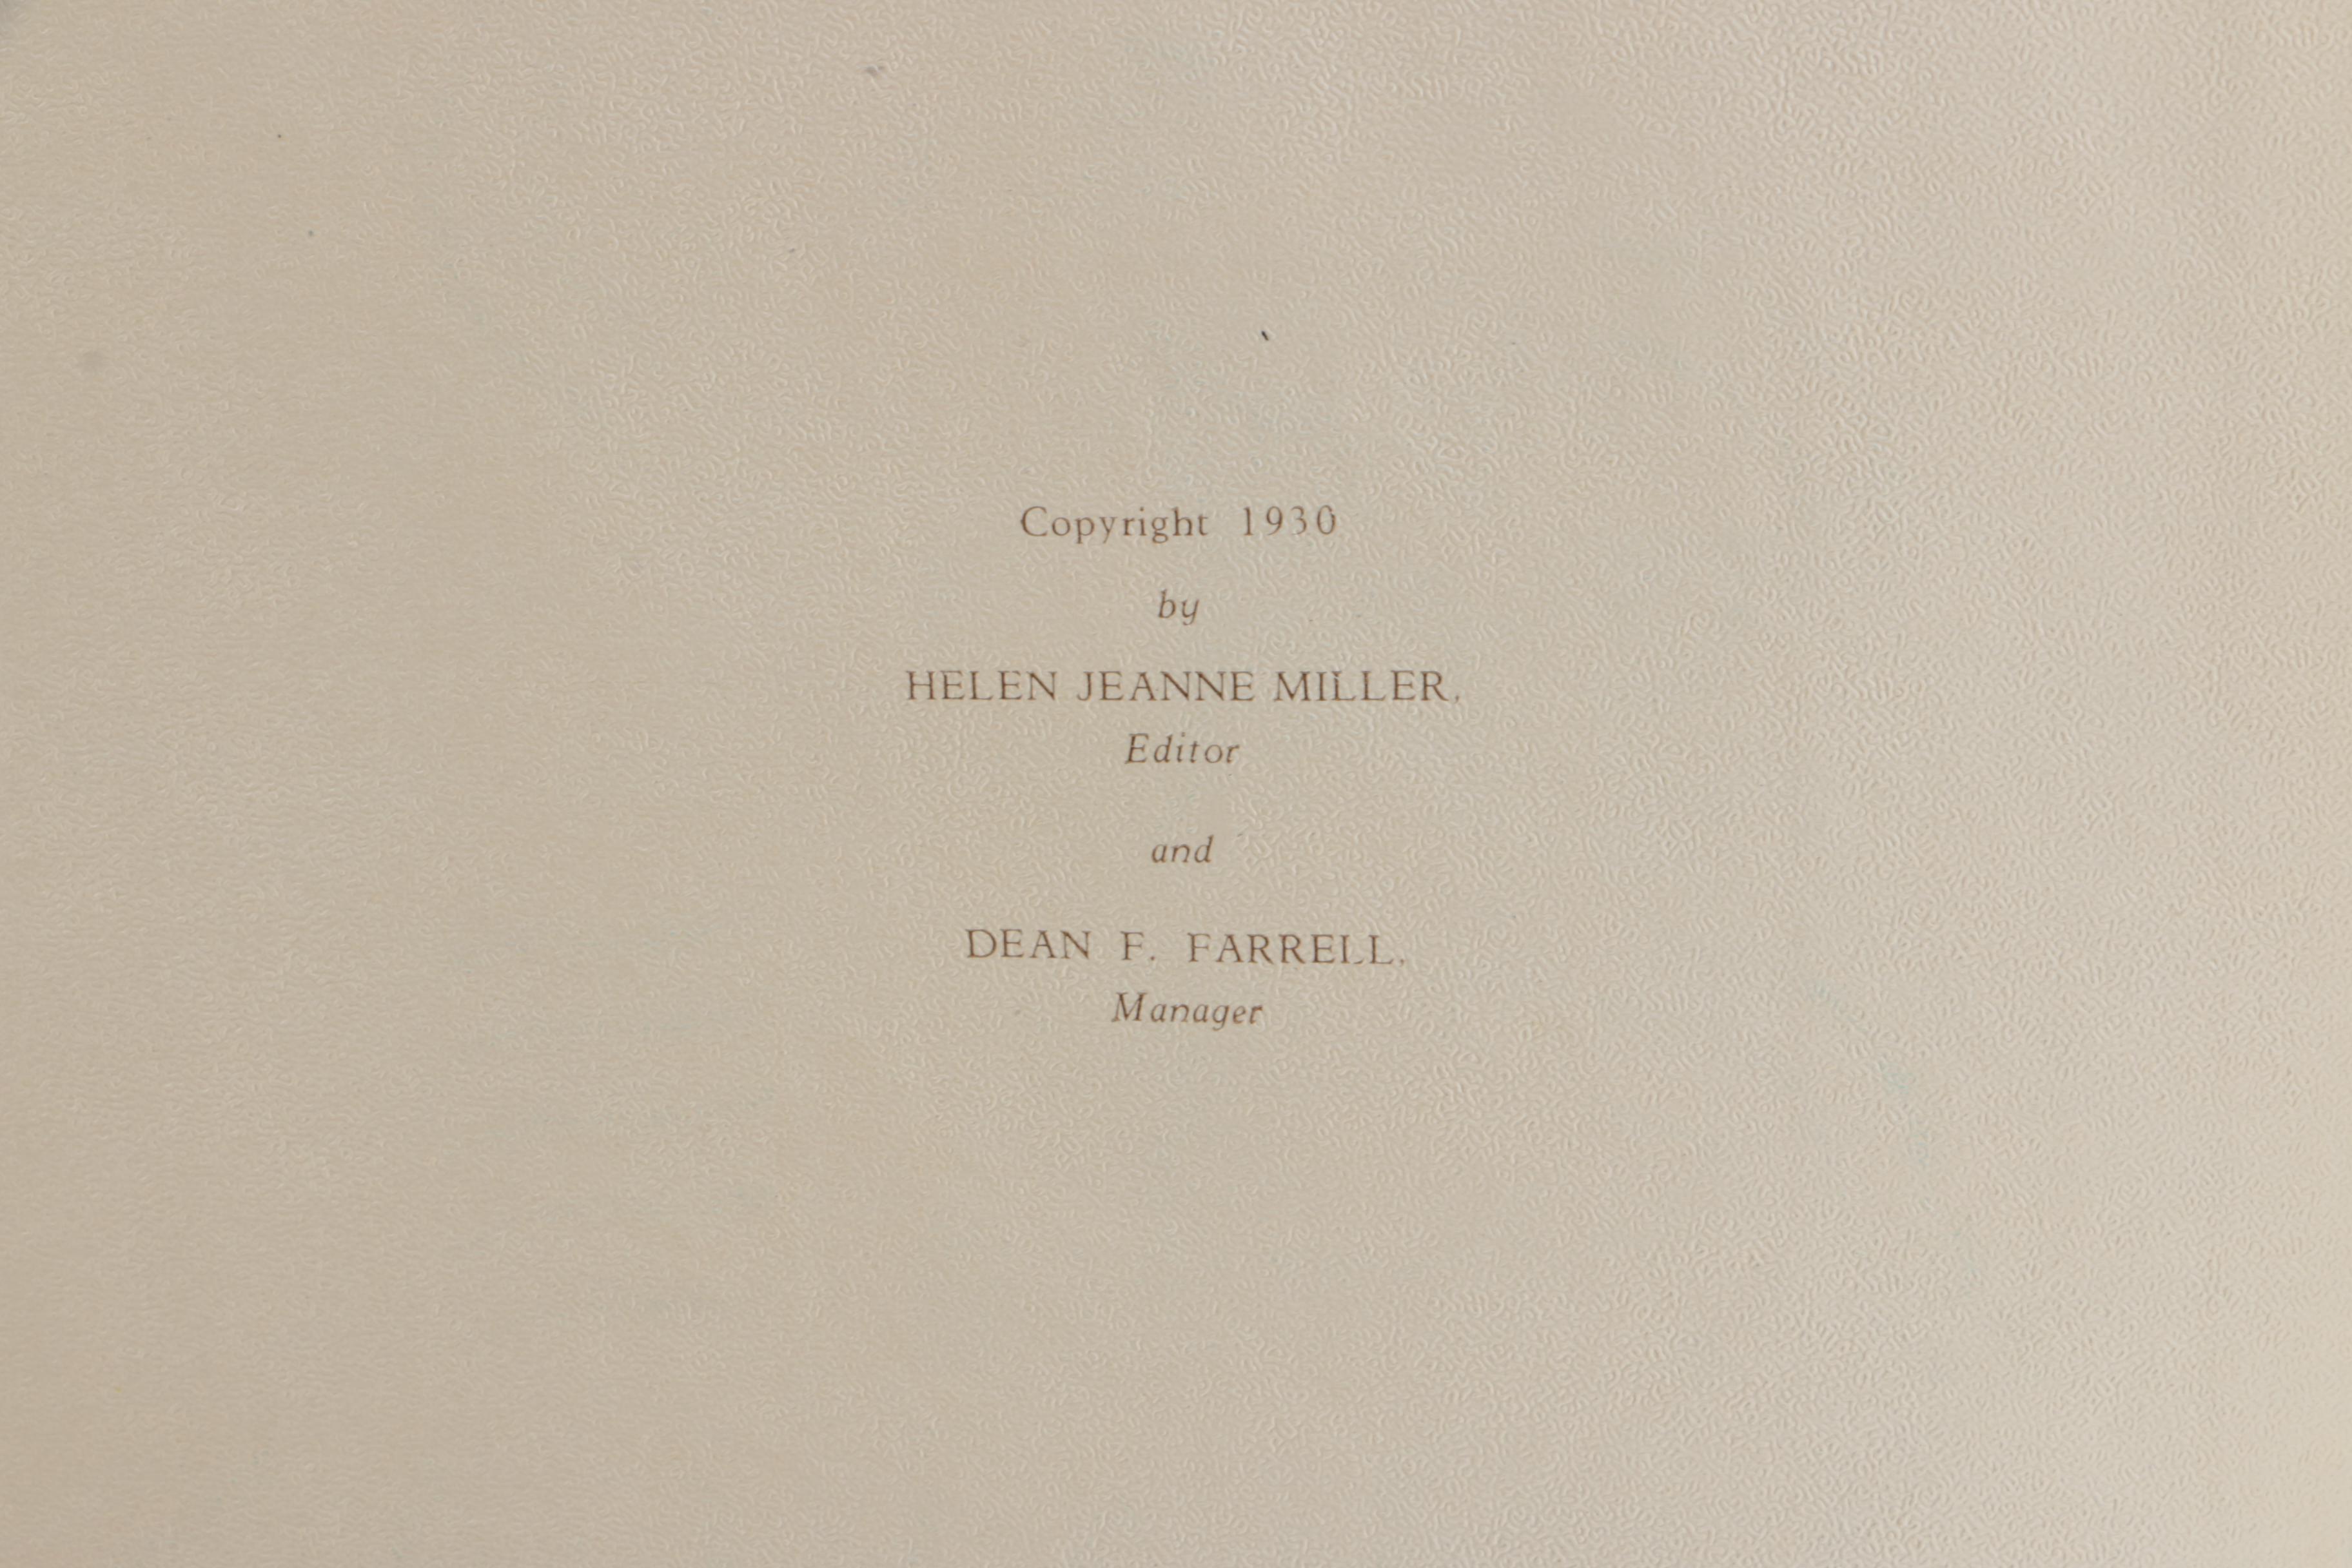 Copyright 1930
by
HELEN JEANNE MILLER,
Editor
and
DEAN F. FARRELL,
Manager